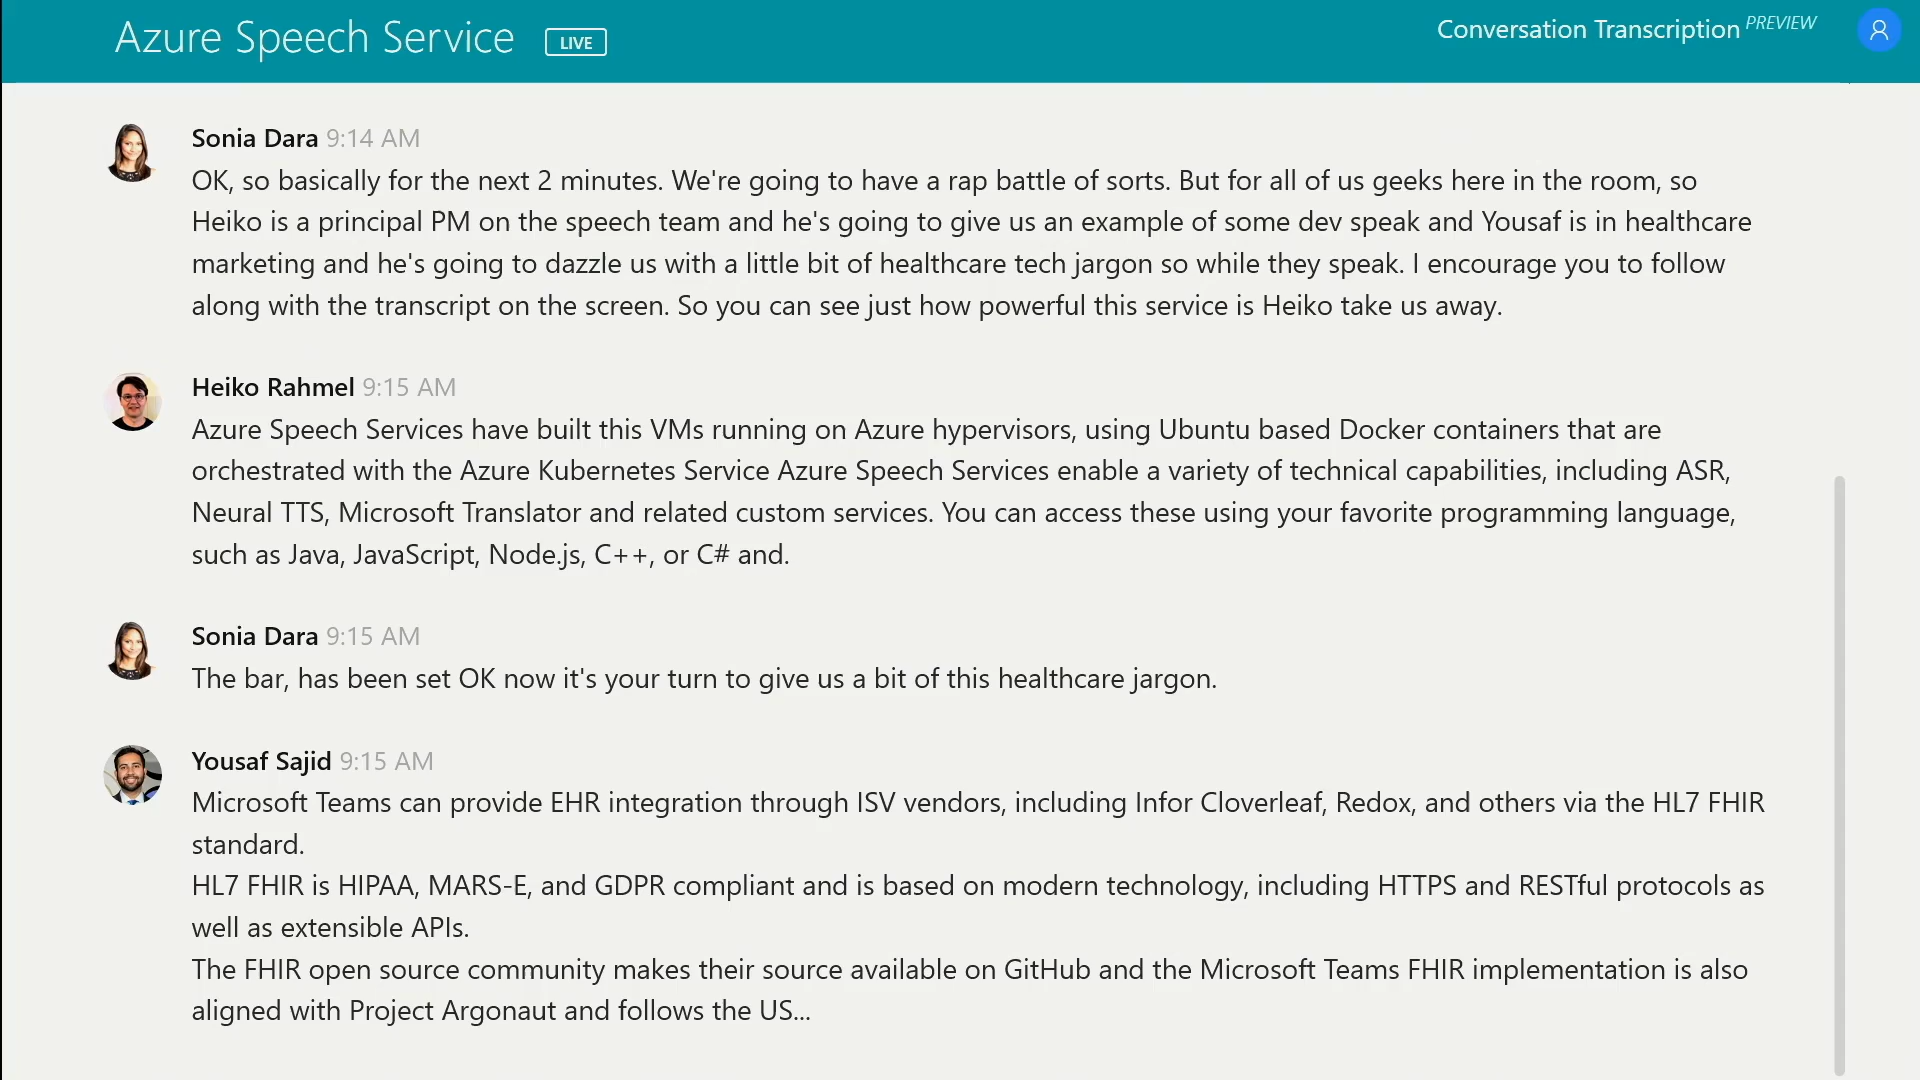 Azure Speech Service LIVE
Conversation Transcription PREVIEW
Sonia Dara 9:14 AM
OK, so basically for the next 2 minutes. We're going to have a rap battle of sorts. But for all of us geeks here in the room, so
Heiko is a principal PM on the speech team and he's going to give us an example of some dev speak and Yousaf is in healthcare
marketing and he's going to dazzle us with a little bit of healthcare tech jargon so while they speak. I encourage you to follow
along with the transcript on the screen. So you can see just how powerful this service is Heiko take us away.
Heiko Rahmel 9:15 AM
Azure Speech Services have built this VMs running on Azure hypervisors, using Ubuntu based Docker containers that are
orchestrated with the Azure Kubernetes Service Azure Speech Services enable a variety of technical capabilities, including ASR,
Neural TTS, Microsoft Translator and related custom services. You can access these using your favorite programming language,
such as Java, JavaScript, Node.js, C++, or C# and.
Sonia Dara 9:15 AM
The bar, has been set OK now it's your turn to give us a bit of this healthcare jargon.
Yousaf Sajid 9:15 AM
Microsoft Teams can provide EHR integration through ISV vendors, including Infor Cloverleaf, Redox, and others via the HL7 FHIR
standard.
HL7 FHIR is HIPAA, MARS-E, and GDPR compliant and is based on modern technology, including HTTPS and RESTful protocols as
well as extensible APIs.
The FHIR open source community makes their source available on GitHub and the Microsoft Teams FHIR implementation is also
aligned with Project Argonaut and follows the US...